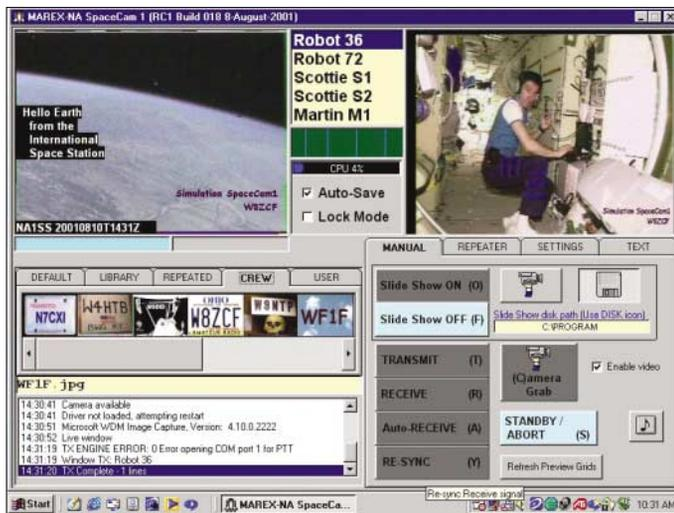 MAREX-NA SpaceCam 1 (RC1 Build 018 8-August-2001)
Hello Earth
from the
International
Space Station
Simulation SpaceCam1
W8ZCF
NA1SS 20010810T1431Z
Robot 36
Robot 72
Scottie S1
Scottie S2
Martin M1
CPU 4%
Auto-Save
Lock Mode
Simulation SpaceCam1
W8ZCF
DEFAULT LIBRARY REPEATED CREW USER
N7CXI W4HTB W8ZCF W9NTP WF1F
OHIO
WF1F.jpg
14:30:41 Camera available
14:30:41 Driver not loaded, attempting restart
14:30:51 Microsoft WDM Image Capture, Version: 4.10.0.2222
14:30:52 Live window
14:31:19 TX ENGINE ERROR: 0 Error opening COM port 1 for PTT
14:31:19 Window TX: Robot 36
14:31:20 TX Complete - 1 lines
MANUAL REPEATER SETTINGS TEXT
Slide Show ON (O)
Slide Show OFF (F)
Slide Show disk path (Use DISK icon)
C:\PROGRAM
TRANSMIT (T)
RECEIVE (R)
Auto-RECEIVE (A)
RE-SYNC (Y)
(C)amera
Grab
Enable video
STANDBY /
ABORT (S)
Refresh Preview Grids
Re-sync Receive signal
Start
MAREX-NA SpaceCa...
10:31 AM